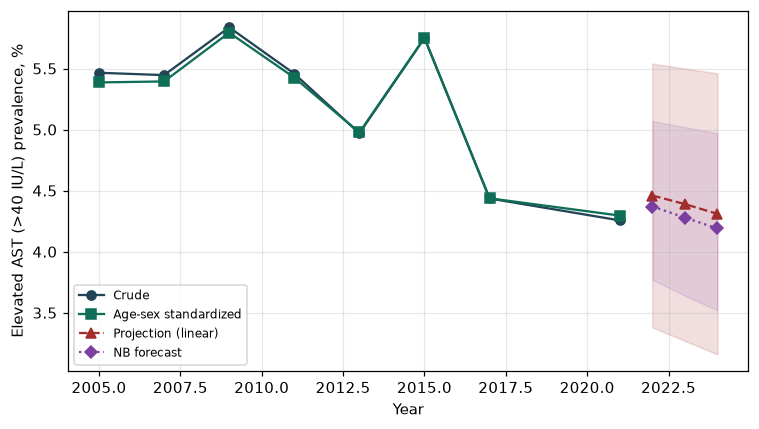 Elevated AST (>40 IU/L) prevalence, %
5.5
5.0
4.5
4.0
3.5
Crude
Age-sex standardized
Projection (linear)
NB forecast
2005.0 2007.5 2010.0 2012.5 2015.0 2017.5 2020.0 2022.5
Year